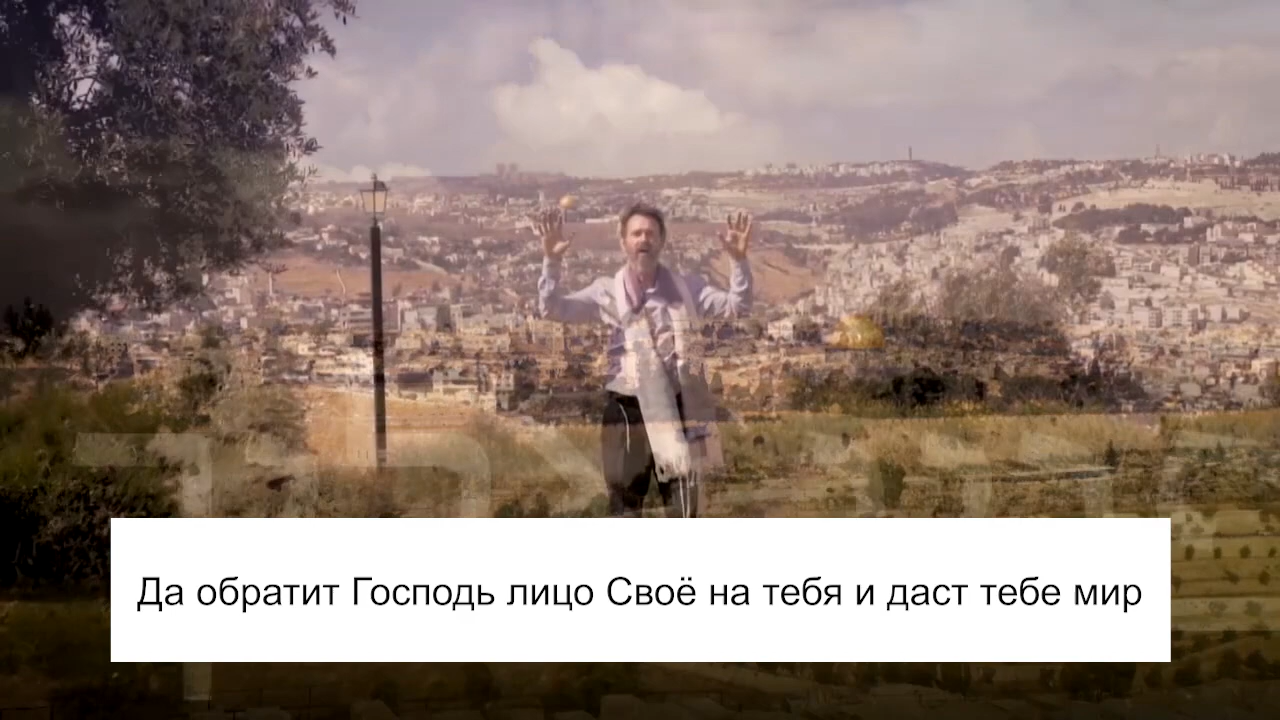 Да обратит Господь лицо Своё на тебя и даст тебе мир